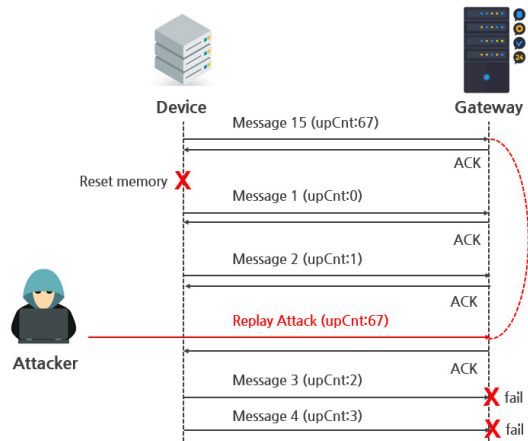 24
Device
Gateway
Message 15 (upCnt:67)
ACK
Reset memory
Message 1 (upCnt:0)
ACK
Message 2 (upCnt:1)
ACK
Replay Attack (upCnt:67)
Attacker
ACK
Message 3 (upCnt:2)
fail
Message 4 (upCnt:3)
fail